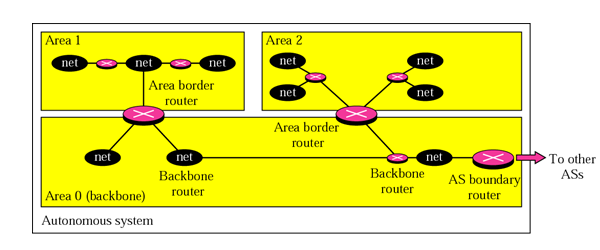 Area 1
net
net
net
Area border
router
Area 2
net
net
net
net
Area border
router
net
net
Backbone
router
Area 0 (backbone)
Backbone
router
net
AS boundary
router
To other
ASs
Autonomous system